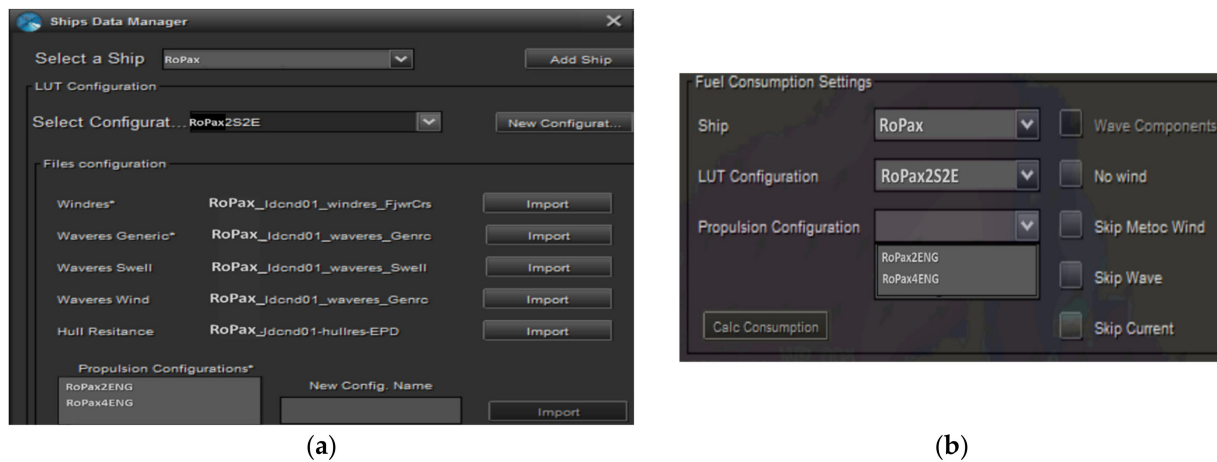 Ships Data Manager
Select a Ship RoPax Add Ship
LUT Configuration
Select Configurat... RoPax2S2E New Configurat...
Files configuration
Windres* RoPax_ldcnd01_windres_FjwrCrs Import
Waveres Generic* RoPax_ldcnd01_waveres_Genrc Import
Waveres Swell RoPax_ldcnd01_waveres_Swell Import
Waveres Wind RoPax_ldcnd01_waveres_Genrc Import
Hull Resitance RoPax_ldcnd01-hullres-EPD Import
Propulsion Configurations*
RoPax2ENG New Config. Name
RoPax4ENG
Import
(a)
Fuel Consumption Settings
Ship RoPax Wave Components
LUT Configuration RoPax2S2E No wind
Propulsion Configuration Skip Metoc Wind
RoPax2ENG
RoPax4ENG Skip Wave
Calc Consumption Skip Current
(b)